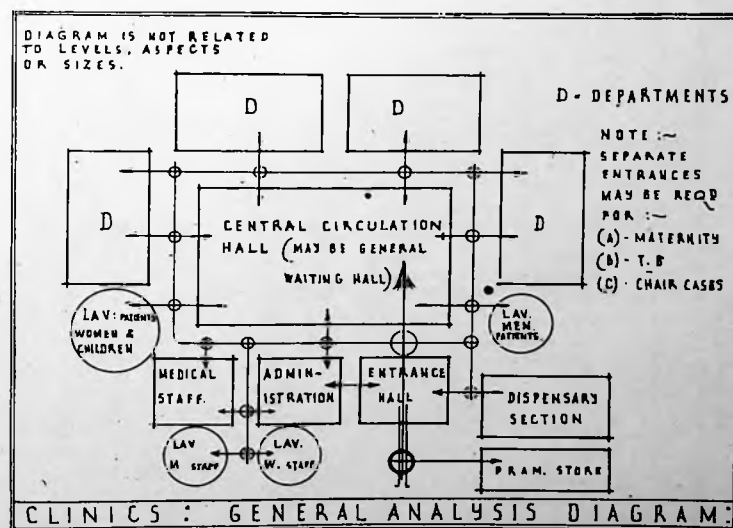 DIAGRAM IS NOT RELATED
TO LEVELS, ASPECTS
OR SIZES.
D - DEPARTMENTS
NOTE :~
SEPARATE
ENTRANCES
MAY BE REQD
FOR :~
(A) - MATERNITY
(B) - T.B
(C) - CHAIR CASES
D
D
D
D
CENTRAL CIRCULATION
HALL (MAY BE GENERAL
WAITING HALL)
LAV: PATIENTS
WOMEN &
CHILDREN
LAV.
MEN.
PATIENTS.
MEDICAL
STAFF.
ADMIN-
ISTRATION
ENTRANCE
HALL
DISPENSARY
SECTION
LAV
M STAFF
LAV.
W. STAFF.
PRAM. STORE
CLINICS : GENERAL ANALYSIS DIAGRAM: